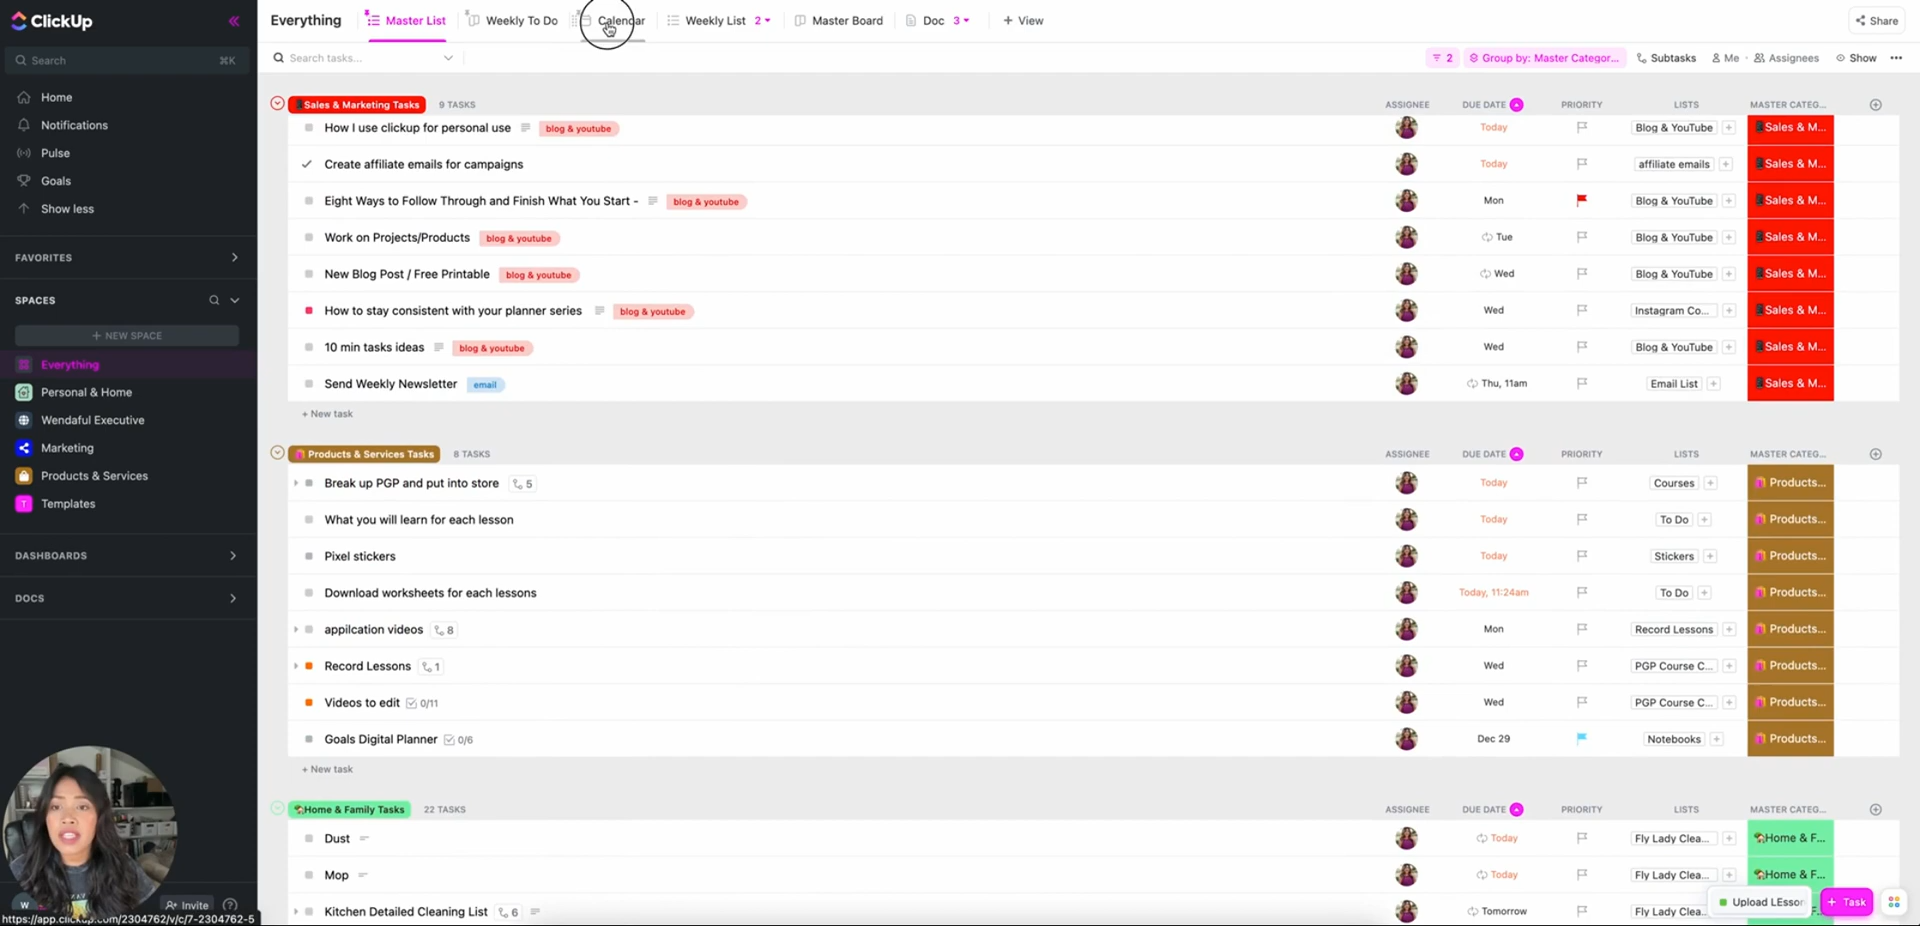 ClickUp
Everything
Master List
Weekly To Do
Calendar
Weekly List 2
Master Board
Doc 3
+ View
Share
Search ⌘K
Search tasks...
2
Group by: Master Categor...
Subtasks
Me
Assignees
Show
Home
Notifications
Pulse
Goals
Show less
FAVORITES
SPACES
+ NEW SPACE
Everything
Personal & Home
Wendaful Executive
Marketing
Products & Services
T Templates
DASHBOARDS
DOCS
W
Invite
?
https://app.clickup.com/2304762/v/c/7-2304762-5
Sales & Marketing Tasks 9 TASKS ASSIGNEE DUE DATE PRIORITY LISTS MASTER CATEG...
How I use clickup for personal use blog & youtube Today Blog & YouTube + Sales & M...
Create affiliate emails for campaigns Today affiliate emails + Sales & M...
Eight Ways to Follow Through and Finish What You Start - blog & youtube Mon Blog & YouTube + Sales & M...
Work on Projects/Products blog & youtube Tue Blog & YouTube + Sales & M...
New Blog Post / Free Printable blog & youtube Wed Blog & YouTube + Sales & M...
How to stay consistent with your planner series blog & youtube Wed Instagram Co... + Sales & M...
10 min tasks ideas blog & youtube Wed Blog & YouTube + Sales & M...
Send Weekly Newsletter email Thu, 11am Email List + Sales & M...
+ New task
Products & Services Tasks 8 TASKS ASSIGNEE DUE DATE PRIORITY LISTS MASTER CATEG...
Break up PGP and put into store 5 Today Courses + Products...
What you will learn for each lesson Today To Do + Products...
Pixel stickers Today Stickers + Products...
Download worksheets for each lessons Today, 11:24am To Do + Products...
appilcation videos 8 Mon Record Lessons + Products...
Record Lessons 1 Wed PGP Course C... + Products...
Videos to edit 0/11 Wed PGP Course C... + Products...
Goals Digital Planner 0/6 Dec 29 Notebooks + Products...
+ New task
Home & Family Tasks 22 TASKS ASSIGNEE DUE DATE PRIORITY LISTS MASTER CATEG...
Dust Today Fly Lady Clea... + Home & F...
Mop Today Fly Lady Clea... + Home & F...
Kitchen Detailed Cleaning List 6 Tomorrow Fly Lady Clea...
Upload LEsson
+ Task